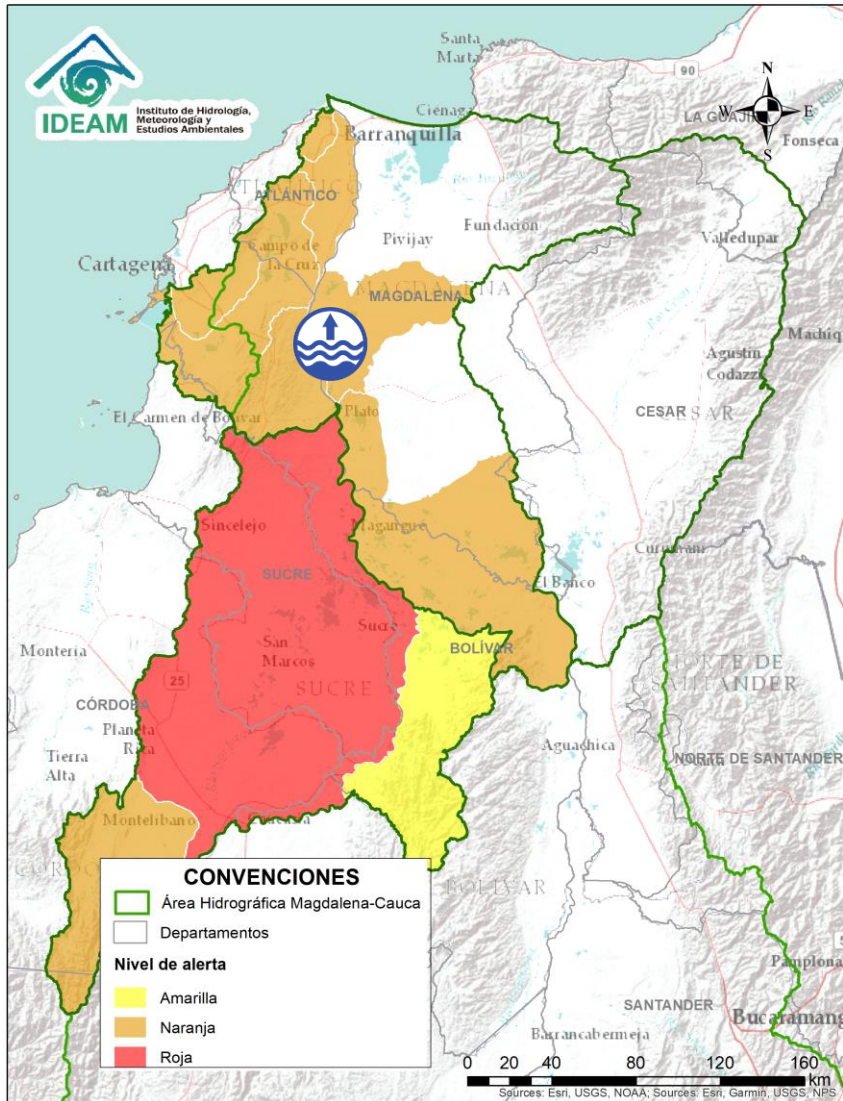 IDEAM
Instituto de Hidrología,
Meteorología y
Estudios Ambientales
Santa
Marta
90
N
W
E
S
LA GUAJIRA
Fonseca
Ciénaga
Barranquilla
ATLÁNTICO
Pivijay
Fundación
Valledupar
Cartagena
Campo de
la Cruz
MAGDALENA
MAGDALENA
Agustín
Codazzi
CESAR
CESAR
El Carmen de Bolívar
Plato
Sincelejo
Magangue
Curumaní
SUCRE
El Banco
Sucre
Montería
San
Marcos
BOLÍVAR
SUCRE
25
NORTE DE
SANTANDER
CÓRDOBA
Planeta
Rica
Aguachica
Tierra
Alta
NORTE DE SANTANDER
Montelíbano
Caucasia
BOLÍVAR
CONVENCIONES
Área Hidrográfica Magdalena-Cauca
Departamentos
Nivel de alerta
Amarilla
Naranja
Roja
Pamplona
SANTANDER
Barrancabermeja
0 20 40 80 120 160
Km
Sources: Esri, USGS, NOAA; Sources: Esri, Garmin, USGS, NPS